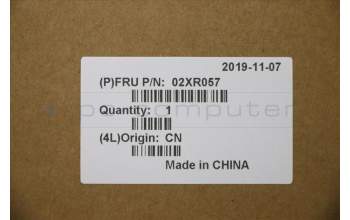 2019-11-07
(P)FRU P/N: 02XR057
Quantity: 1
(4L)Origin: CN
Made in CHINA